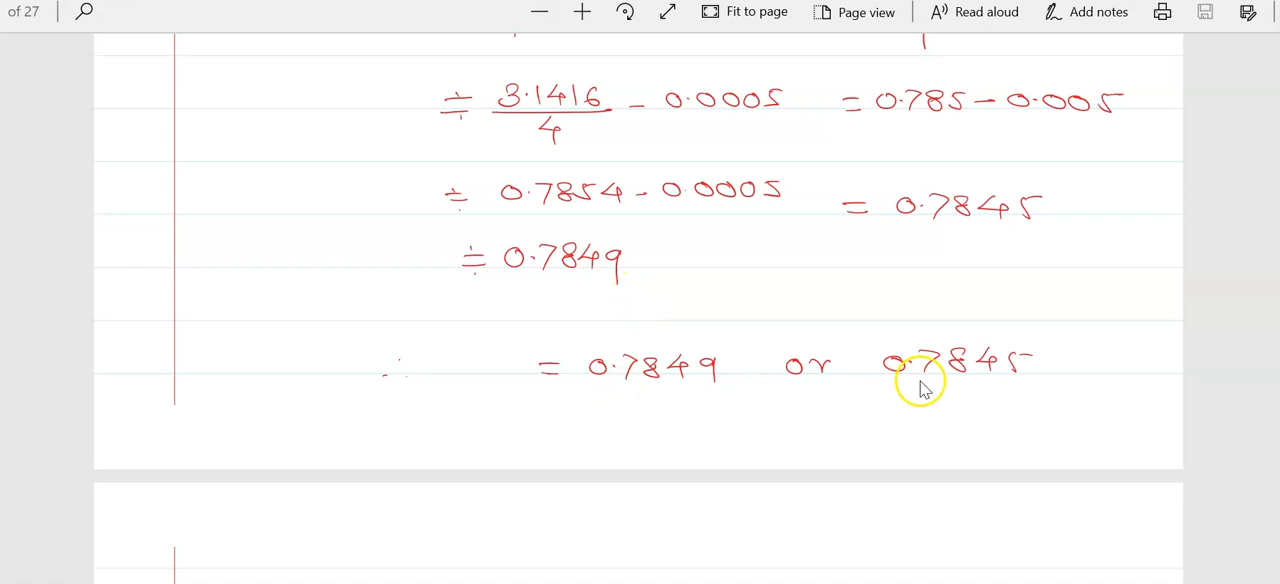 of 27 Fit to page Page view Read aloud Add notes
≑ 3.1416/4 - 0.0005 = 0.785 - 0.005
≑ 0.7854 - 0.0005 = 0.7845
≑ 0.7849
∴ = 0.7849 or 0.7845